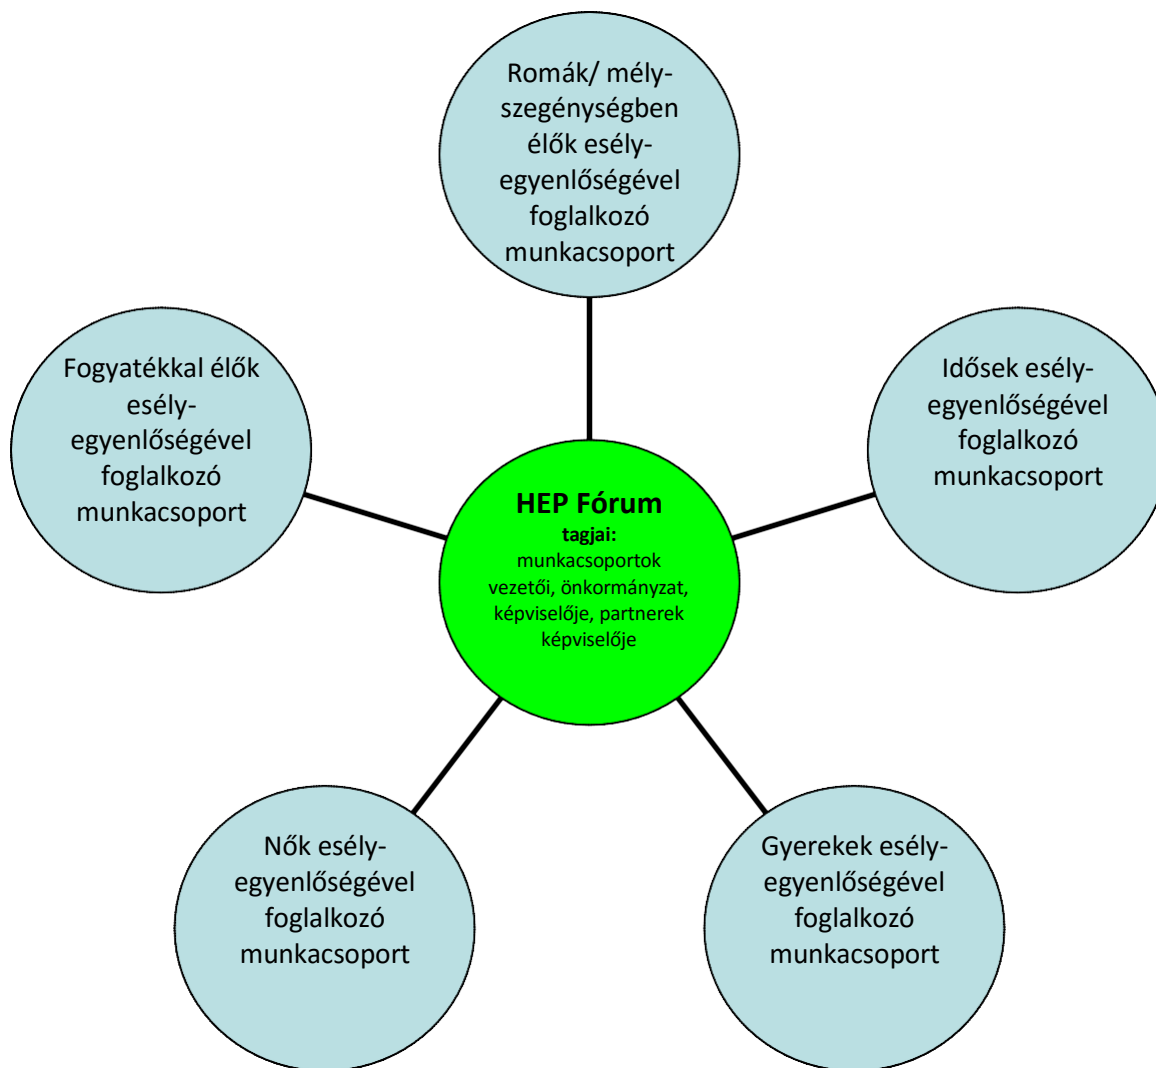 Romák/ mély-
szegénységben
élők esély-
egyenlőségével
foglalkozó
munkacsoport
Fogyatékkal élők
esély-
egyenlőségével
foglalkozó
munkacsoport
Idősek esély-
egyenlőségével
foglalkozó
munkacsoport
HEP Fórum
tagjai:
munkacsoportok
vezetői, önkormányzat,
képviselője, partnerek
képviselője
Nők esély-
egyenlőségével
foglalkozó
munkacsoport
Gyerekek esély-
egyenlőségével
foglalkozó
munkacsoport